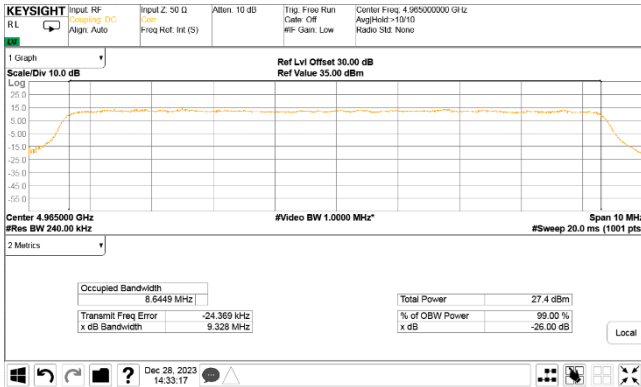 KEYSIGHT Input: RF Input Z: 50 Ω Atten: 10 dB Trig: Free Run Center Freq: 4.965000000 GHz
RL Coupling: DC Corr Gate: Off Avg|Hold:>10/10
Align: Auto Freq Ref: Int (S) #IF Gain: Low Radio Std: None
LXI
1 Graph
Ref Lvl Offset 30.00 dB
Scale/Div 10.0 dB Ref Value 35.00 dBm
Log
25.0
15.0
5.00
-5.00
-15.0
-25.0
-35.0
-45.0
-55.0
Center 4.965000 GHz #Video BW 1.0000 MHz* Span 10 MHz
#Res BW 240.00 kHz #Sweep 20.0 ms (1001 pts
2 Metrics
Occupied Bandwidth
8.6449 MHz Total Power 27.4 dBm
Transmit Freq Error -24.369 kHz % of OBW Power 99.00 %
x dB Bandwidth 9.328 MHz x dB -26.00 dB
Local
? Dec 28, 2023
14:33:17